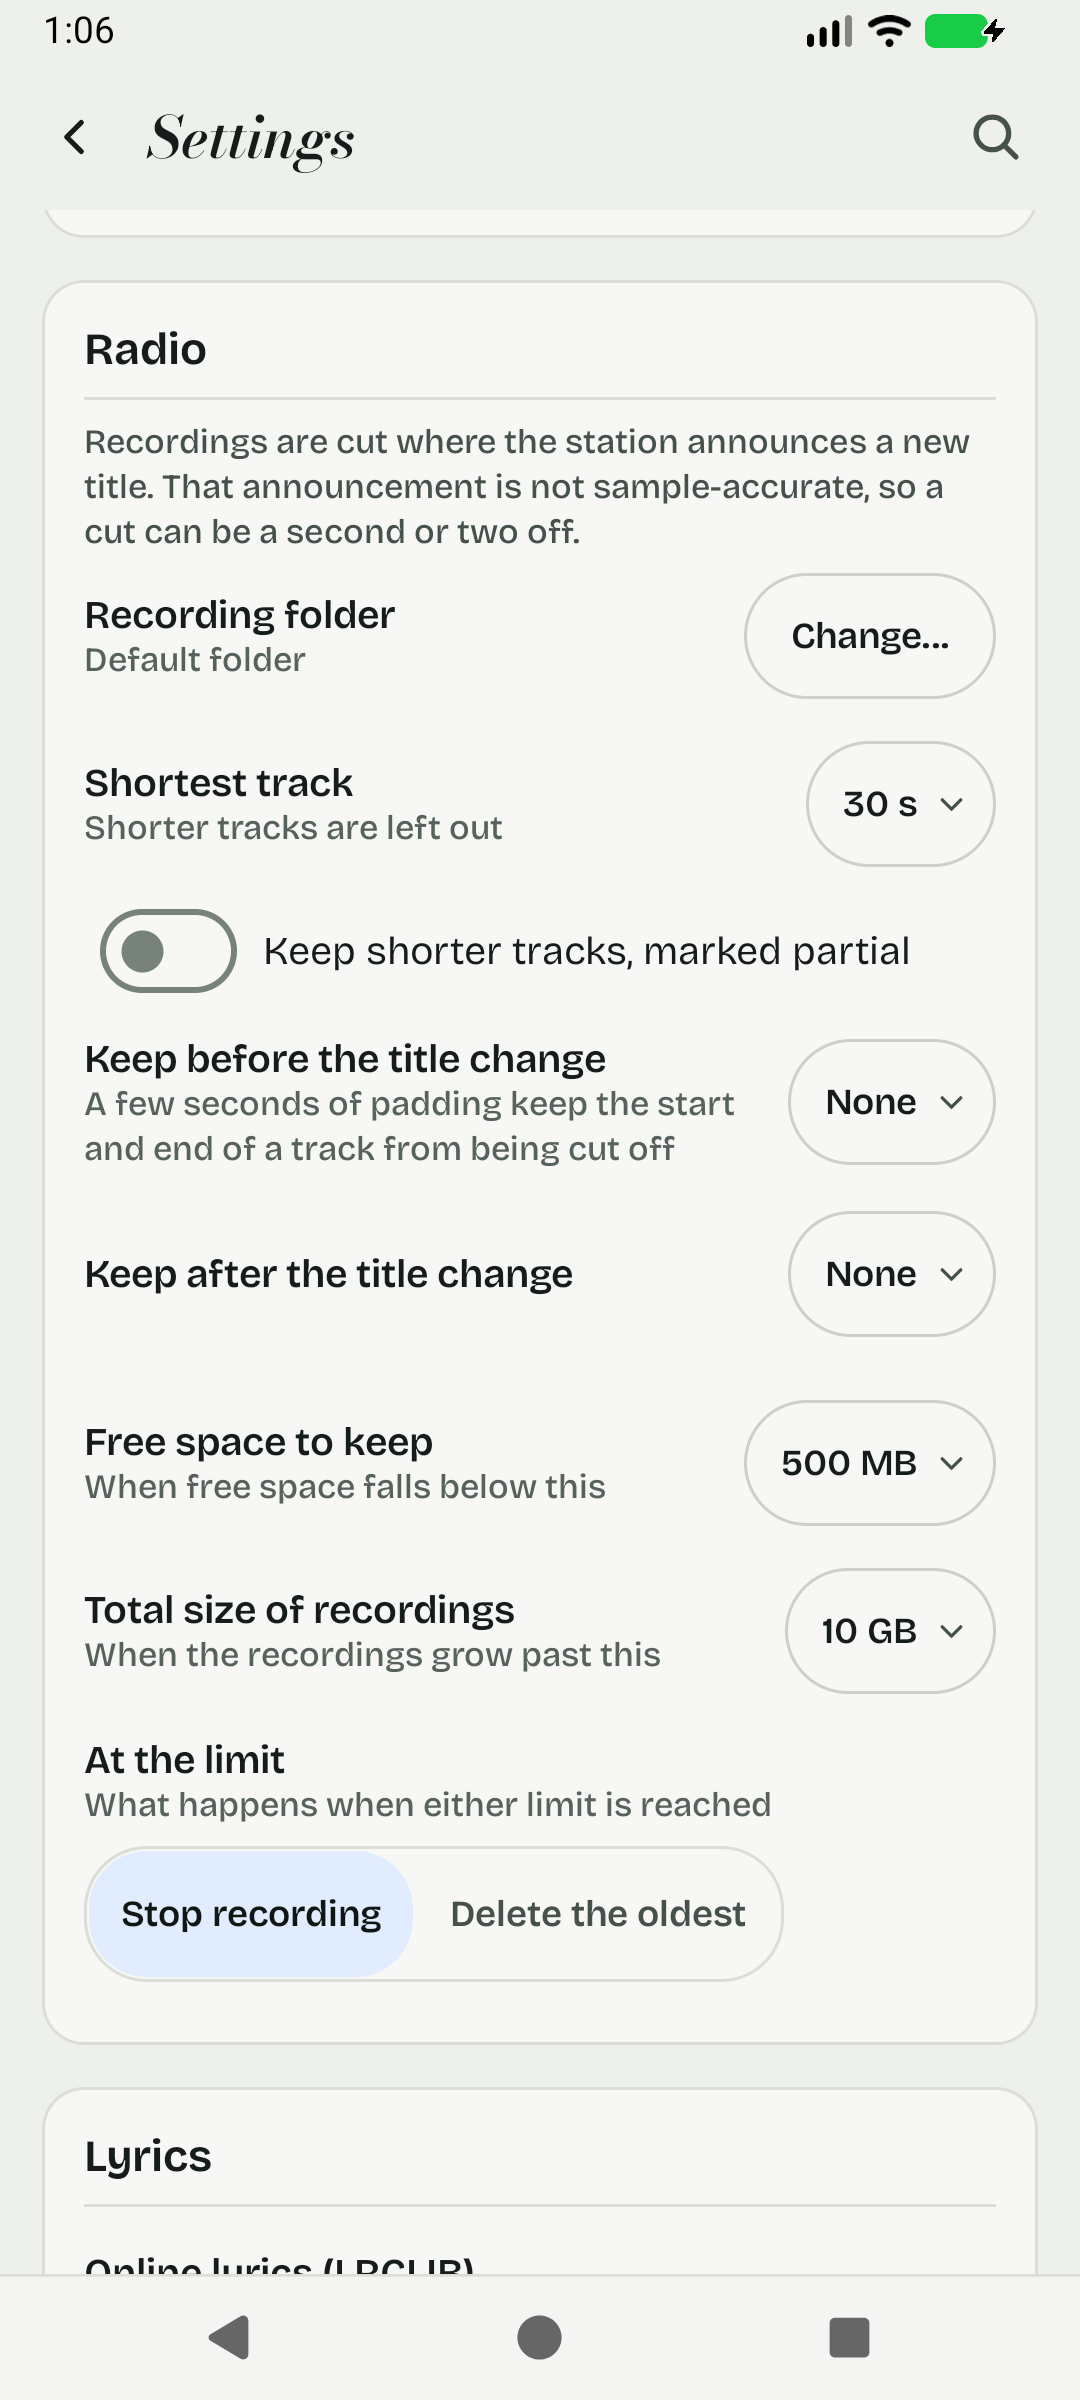 1:06
Settings
Radio
Recordings are cut where the station announces a new
title. That announcement is not sample-accurate, so a
cut can be a second or two off.
Recording folder
Default folder
Change...
Shortest track
Shorter tracks are left out
30 s
Keep shorter tracks, marked partial
Keep before the title change
A few seconds of padding keep the start
and end of a track from being cut off
None
Keep after the title change
None
Free space to keep
When free space falls below this
500 MB
Total size of recordings
When the recordings grow past this
10 GB
At the limit
What happens when either limit is reached
Stop recording
Delete the oldest
Lyrics
Online lyrics (LRCLIB)